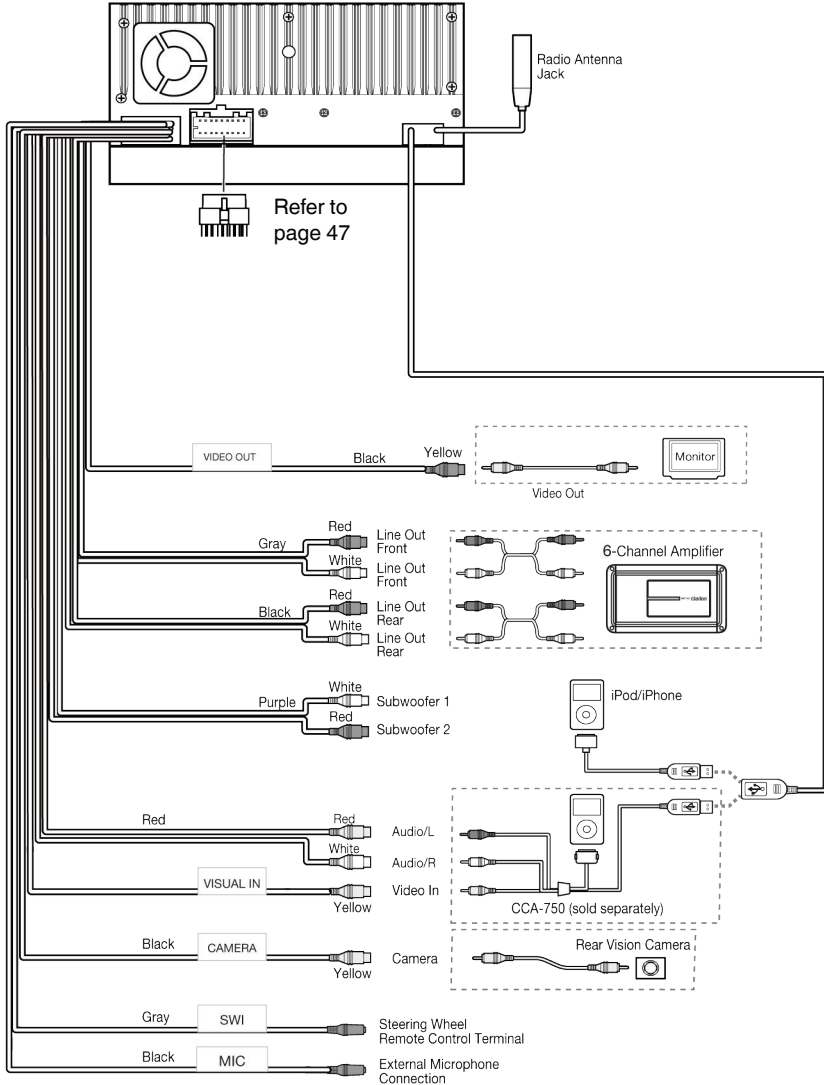 Radio Antenna
Jack
Refer to
page 47
VIDEO OUT
Black
Yellow
Monitor
Video Out
Gray
Red
Line Out
Front
White
Line Out
Front
6-Channel Amplifier
clarion
Black
Red
Line Out
Rear
White
Line Out
Rear
Purple
White
Subwoofer 1
Red
Subwoofer 2
iPod/iPhone
Red
Red
Audio/L
White
Audio/R
VISUAL IN
Yellow
Video In
CCA-750 (sold separately)
Black
CAMERA
Yellow
Camera
Rear Vision Camera
Gray
SWI
Steering Wheel
Remote Control Terminal
Black
MIC
External Microphone
Connection